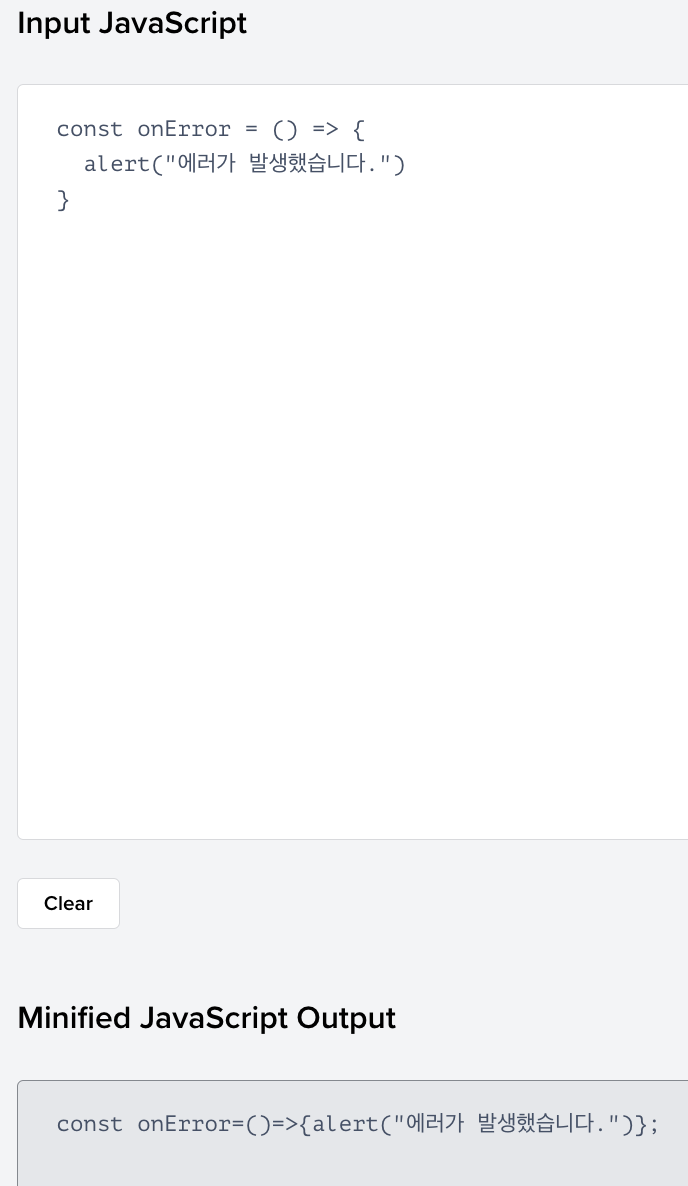 Input JavaScript
const onError = () => {
  alert("에러가 발생했습니다.")
}
Clear
Minified JavaScript Output
const onError=()=>{alert("에러가 발생했습니다.")};